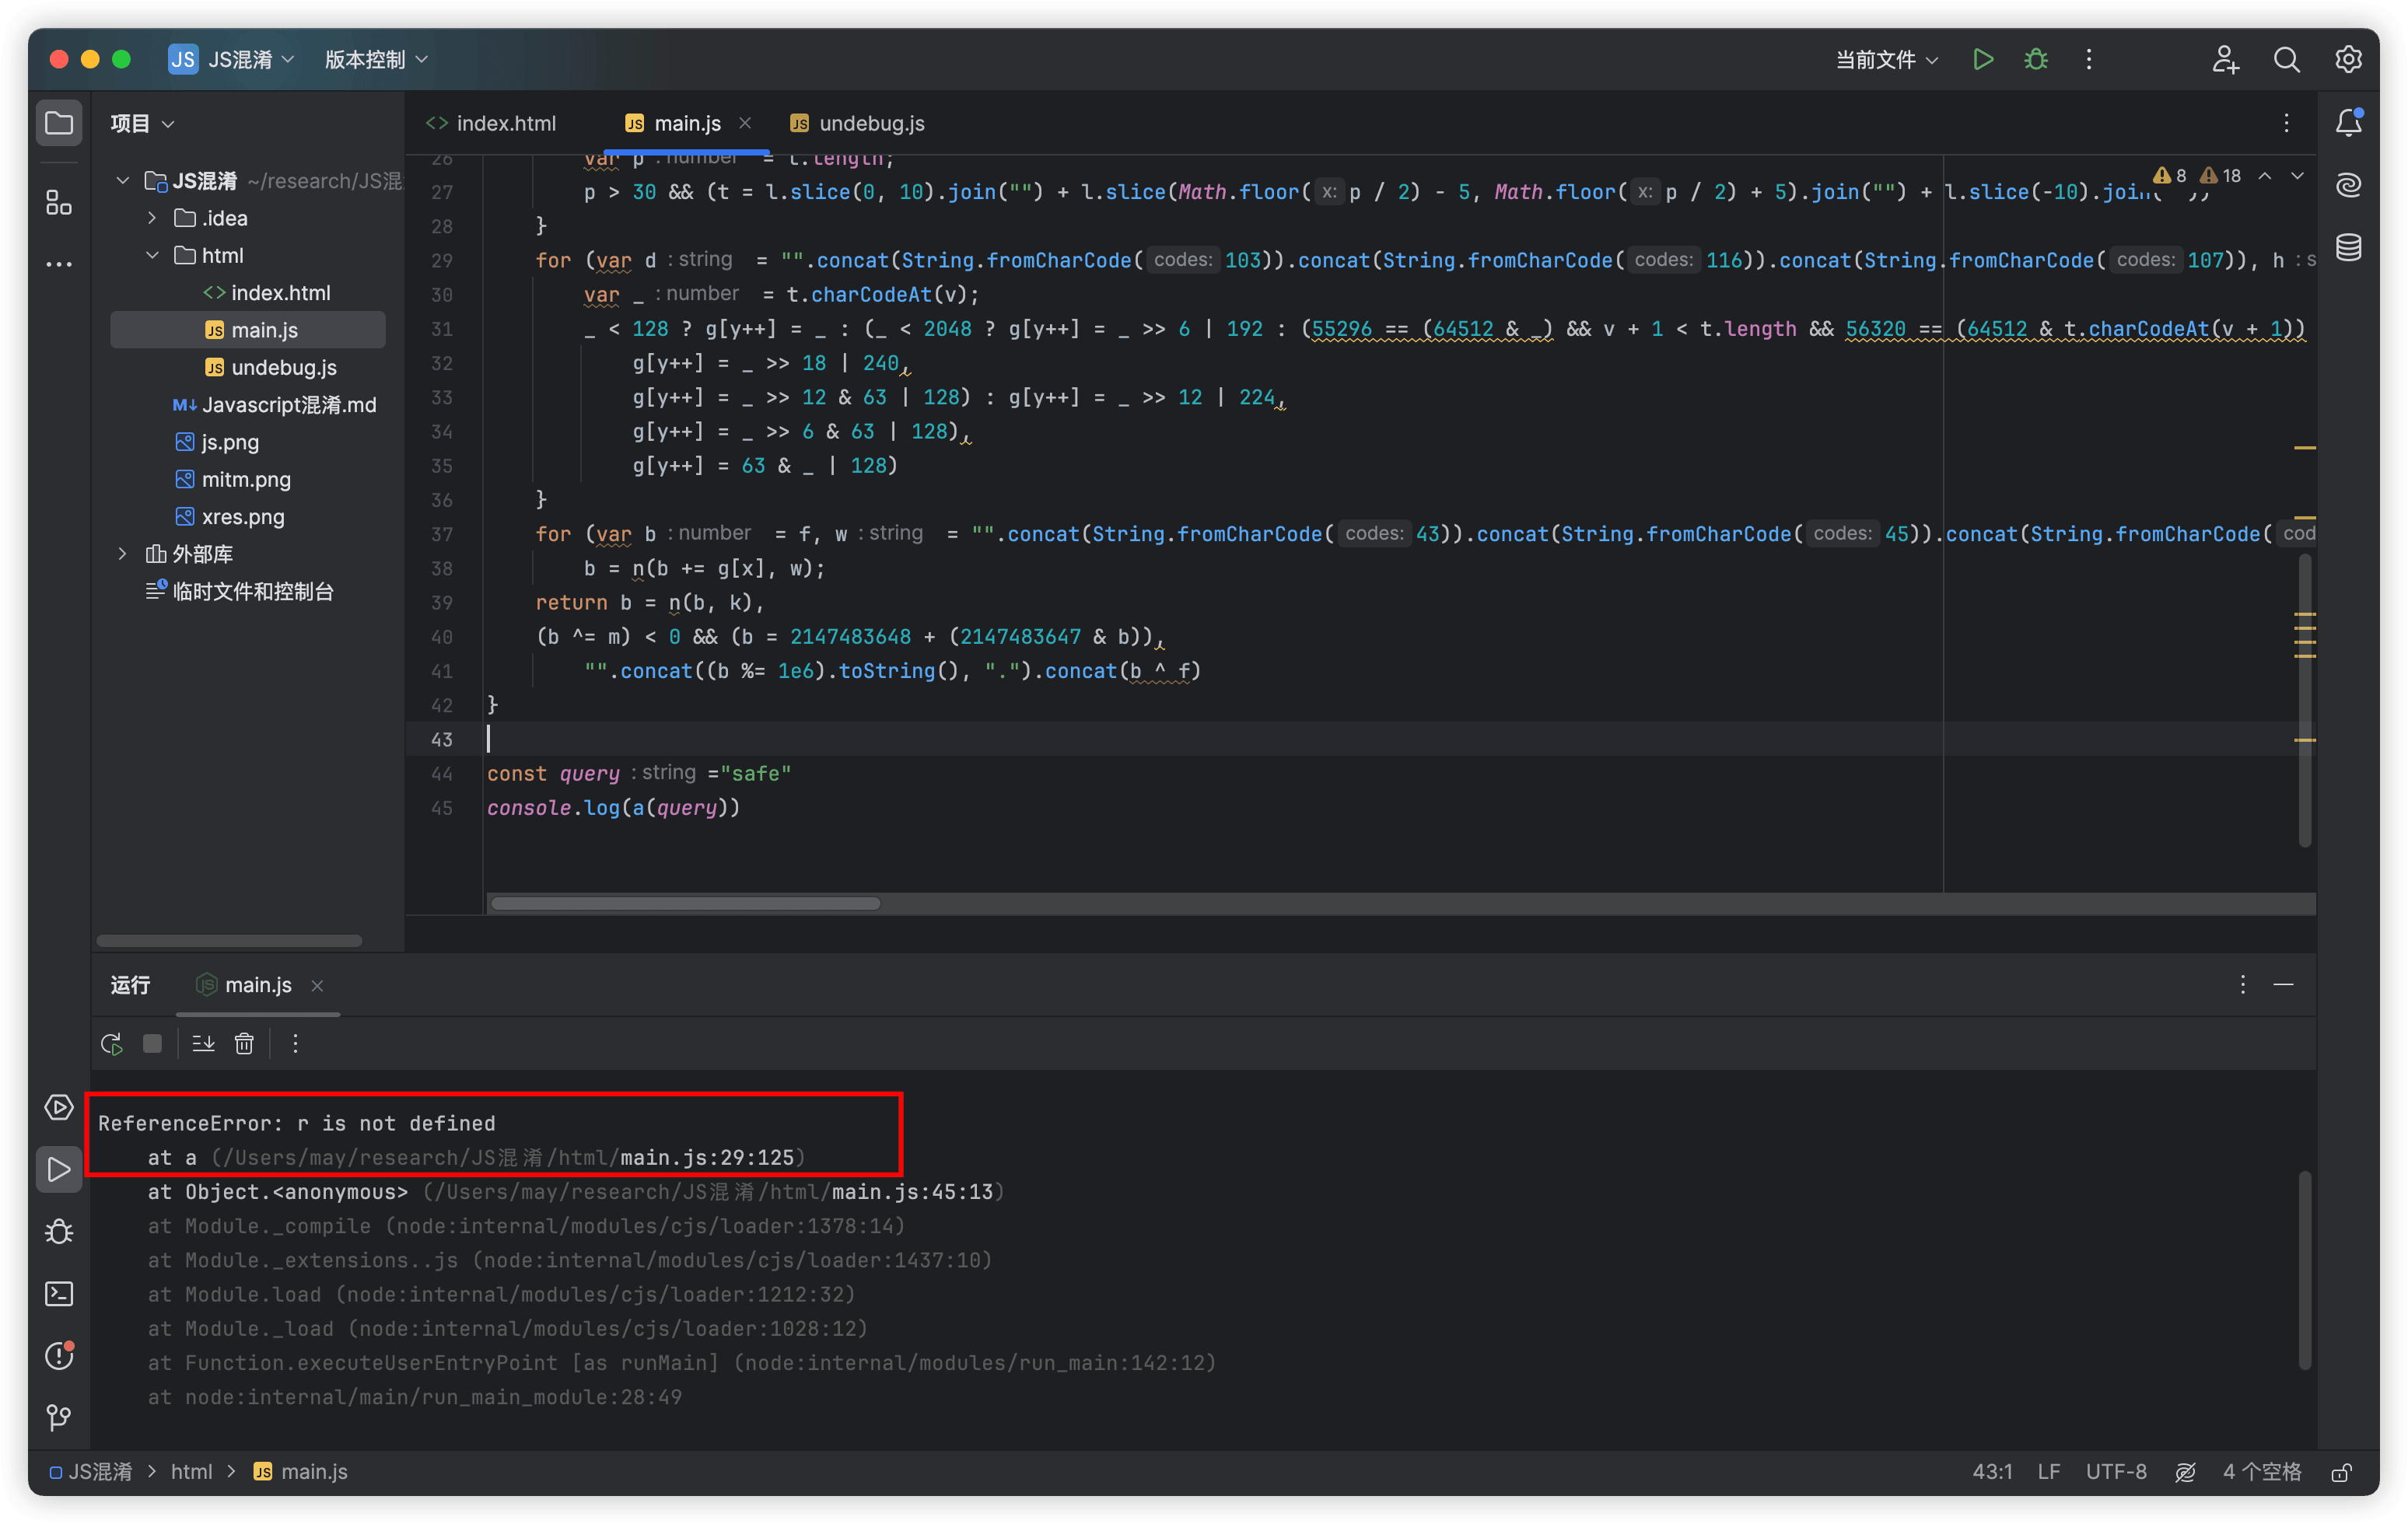 JS JS混淆 版本控制 当前文件
项目
index.html main.js undebug.js
JS混淆 ~/research/JS混
.idea
html
index.html
main.js
undebug.js
Javascript混淆.md
js.png
mitm.png
xres.png
外部库
临时文件和控制台
8 18
26 var p : number = t.length;
27 p > 30 && (t = l.slice(0, 10).join("") + l.slice(Math.floor( x: p / 2) - 5, Math.floor( x: p / 2) + 5).join("") + l.slice(-10).join(
28 }
29 for (var d : string = "".concat(String.fromCharCode( codes: 103)).concat(String.fromCharCode( codes: 116)).concat(String.fromCharCode( codes: 107)), h : s
30 var _ : number = t.charCodeAt(v);
31 _ < 128 ? g[y++] = _ : (_ < 2048 ? g[y++] = _ >> 6 | 192 : (55296 == (64512 & _) && v + 1 < t.length && 56320 == (64512 & t.charCodeAt(v + 1))
32 g[y++] = _ >> 18 | 240,
33 g[y++] = _ >> 12 & 63 | 128) : g[y++] = _ >> 12 | 224,
34 g[y++] = _ >> 6 & 63 | 128),
35 g[y++] = 63 & _ | 128)
36 }
37 for (var b : number = f, w : string = "".concat(String.fromCharCode( codes: 43)).concat(String.fromCharCode( codes: 45)).concat(String.fromCharCode( cod
38 b = n(b += g[x], w);
39 return b = n(b, k),
40 (b ^= m) < 0 && (b = 2147483648 + (2147483647 & b)),
41 "".concat((b %= 1e6).toString(), ".").concat(b ^ f)
42 }
43
44 const query : string ="safe"
45 console.log(a(query))
运行 main.js
ReferenceError: r is not defined
at a (/Users/may/research/JS混淆/html/main.js:29:125)
at Object.<anonymous> (/Users/may/research/JS混淆/html/main.js:45:13)
at Module._compile (node:internal/modules/cjs/loader:1378:14)
at Module._extensions..js (node:internal/modules/cjs/loader:1437:10)
at Module.load (node:internal/modules/cjs/loader:1212:32)
at Module._load (node:internal/modules/cjs/loader:1028:12)
at Function.executeUserEntryPoint [as runMain] (node:internal/modules/run_main:142:12)
at node:internal/main/run_main_module:28:49
JS混淆 > html > main.js 43:1 LF UTF-8 4 个空格